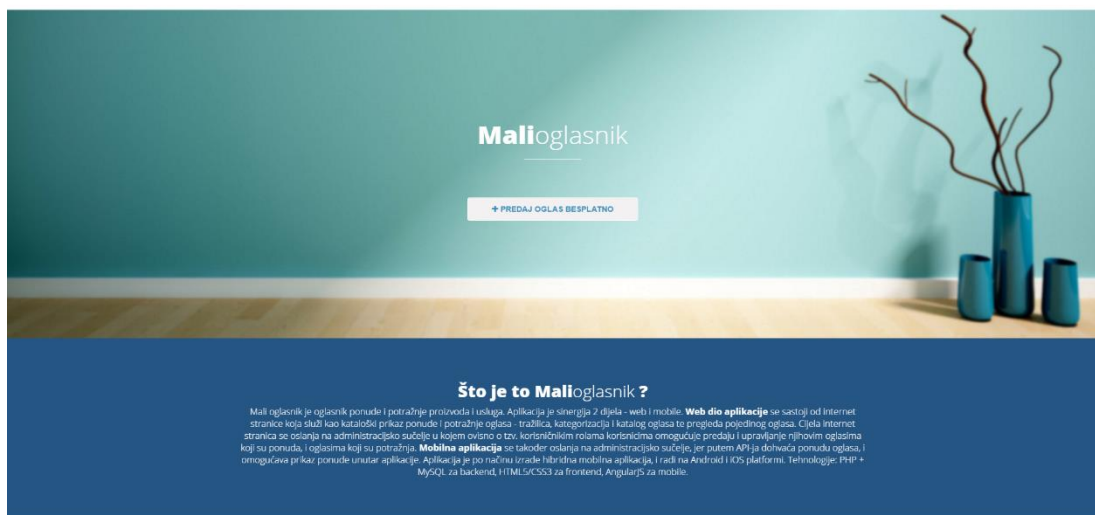 Malioglasnik
+ PREDAJ OGLAS BESPLATNO
Što je to Malioglasnik ?
Mali oglasnik je oglasnik ponude i potražnje proizvoda i usluga. Aplikacija je sinergija 2 dijela - web i mobile. Web dio aplikacije se sastoji od internet
stranice koja služi kao kataloški prikaz ponude i potražnje oglasa - tražilica, kategorizacija i katalog oglasa te pregleda pojedinog oglasa. Cijela internet
stranica se oslanja na administracijsko sučelje u kojem ovisno o tzv. korisničnikim rolama korisnicima omogućuje predaju i upravljanje njihovim oglasima
koji su ponuda, i oglasima koji su potražnja. Mobilna aplikacija se također oslanja na administracijsko sučelje, jer putem API-ja dohvaća ponudu oglasa, i
omogućava prikaz ponude unutar aplikacije. Aplikacija je po načinu izrade hibridna mobilna aplikacija, i radi na Android i iOS platformi. Tehnologije: PHP +
MySQL za backend, HTML5/CSS3 za frontend, AngularJS za mobile.